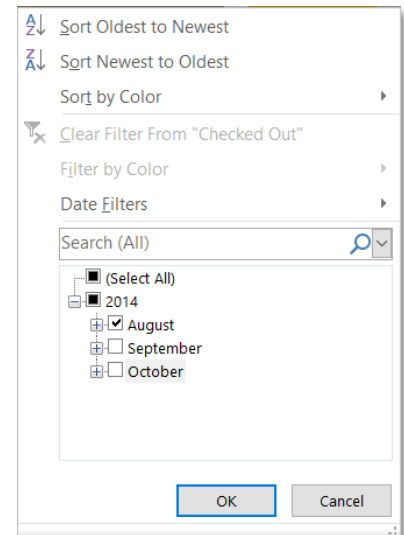 Sort Oldest to Newest
Sort Newest to Oldest
Sort by Color
Clear Filter From "Checked Out"
Filter by Color
Date Filters
Search (All)
(Select All)
2014
August
September
October
OK Cancel